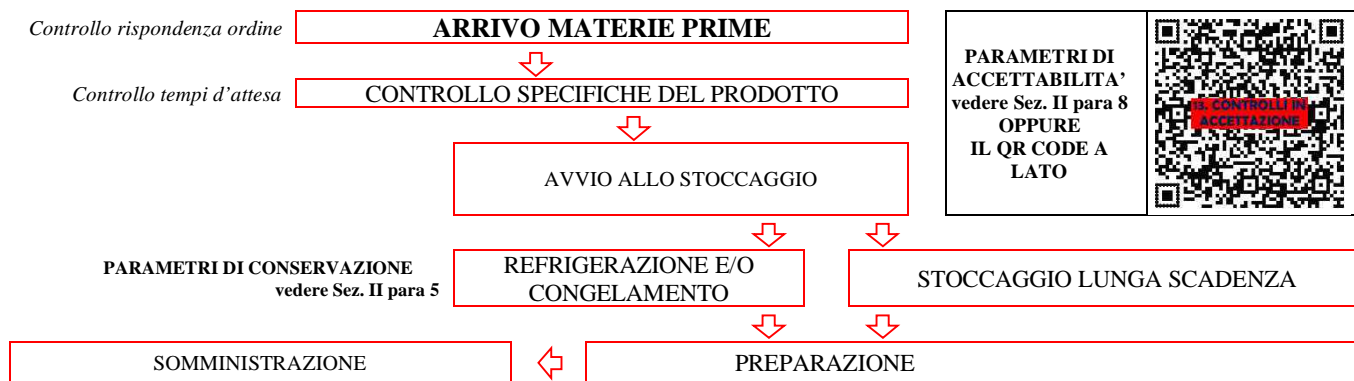 Controllo rispondenza ordine
ARRIVO MATERIE PRIME
Controllo tempi d'attesa
CONTROLLO SPECIFICHE DEL PRODOTTO
PARAMETRI DI
ACCETTABILITA’
vedere Sez. II para 8
OPPURE
IL QR CODE A
LATO
13. CONTROLLI IN
ACCETTAZIONE
AVVIO ALLO STOCCAGGIO
PARAMETRI DI CONSERVAZIONE
vedere Sez. II para 5
REFRIGERAZIONE E/O
CONGELAMENTO
STOCCAGGIO LUNGA SCADENZA
SOMMINISTRAZIONE
PREPARAZIONE